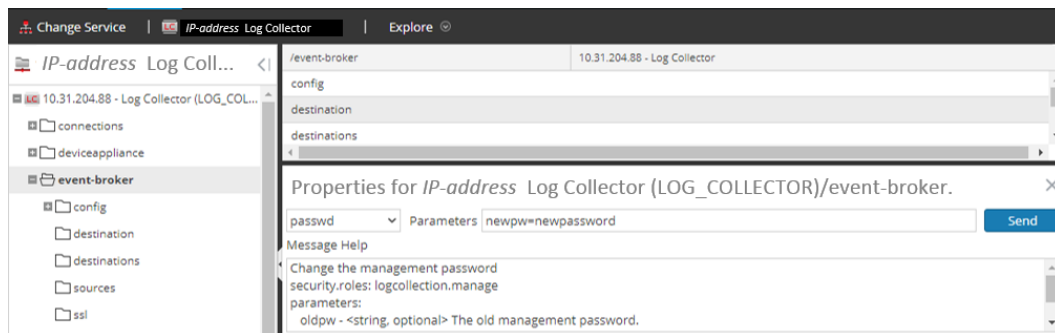 Change Service LC IP-address Log Collector Explore
IP-address Log Coll...
/event-broker 10.31.204.88 - Log Collector
LC 10.31.204.88 - Log Collector (LOG_COL...
config
connections
destination
deviceappliance
destinations
event-broker
config
destination
destinations
sources
ssl
Properties for IP-address Log Collector (LOG_COLLECTOR)/event-broker.
passwd Parameters newpw=newpassword Send
Message Help
Change the management password
security.roles: logcollection.manage
parameters:
oldpw - <string, optional> The old management password.